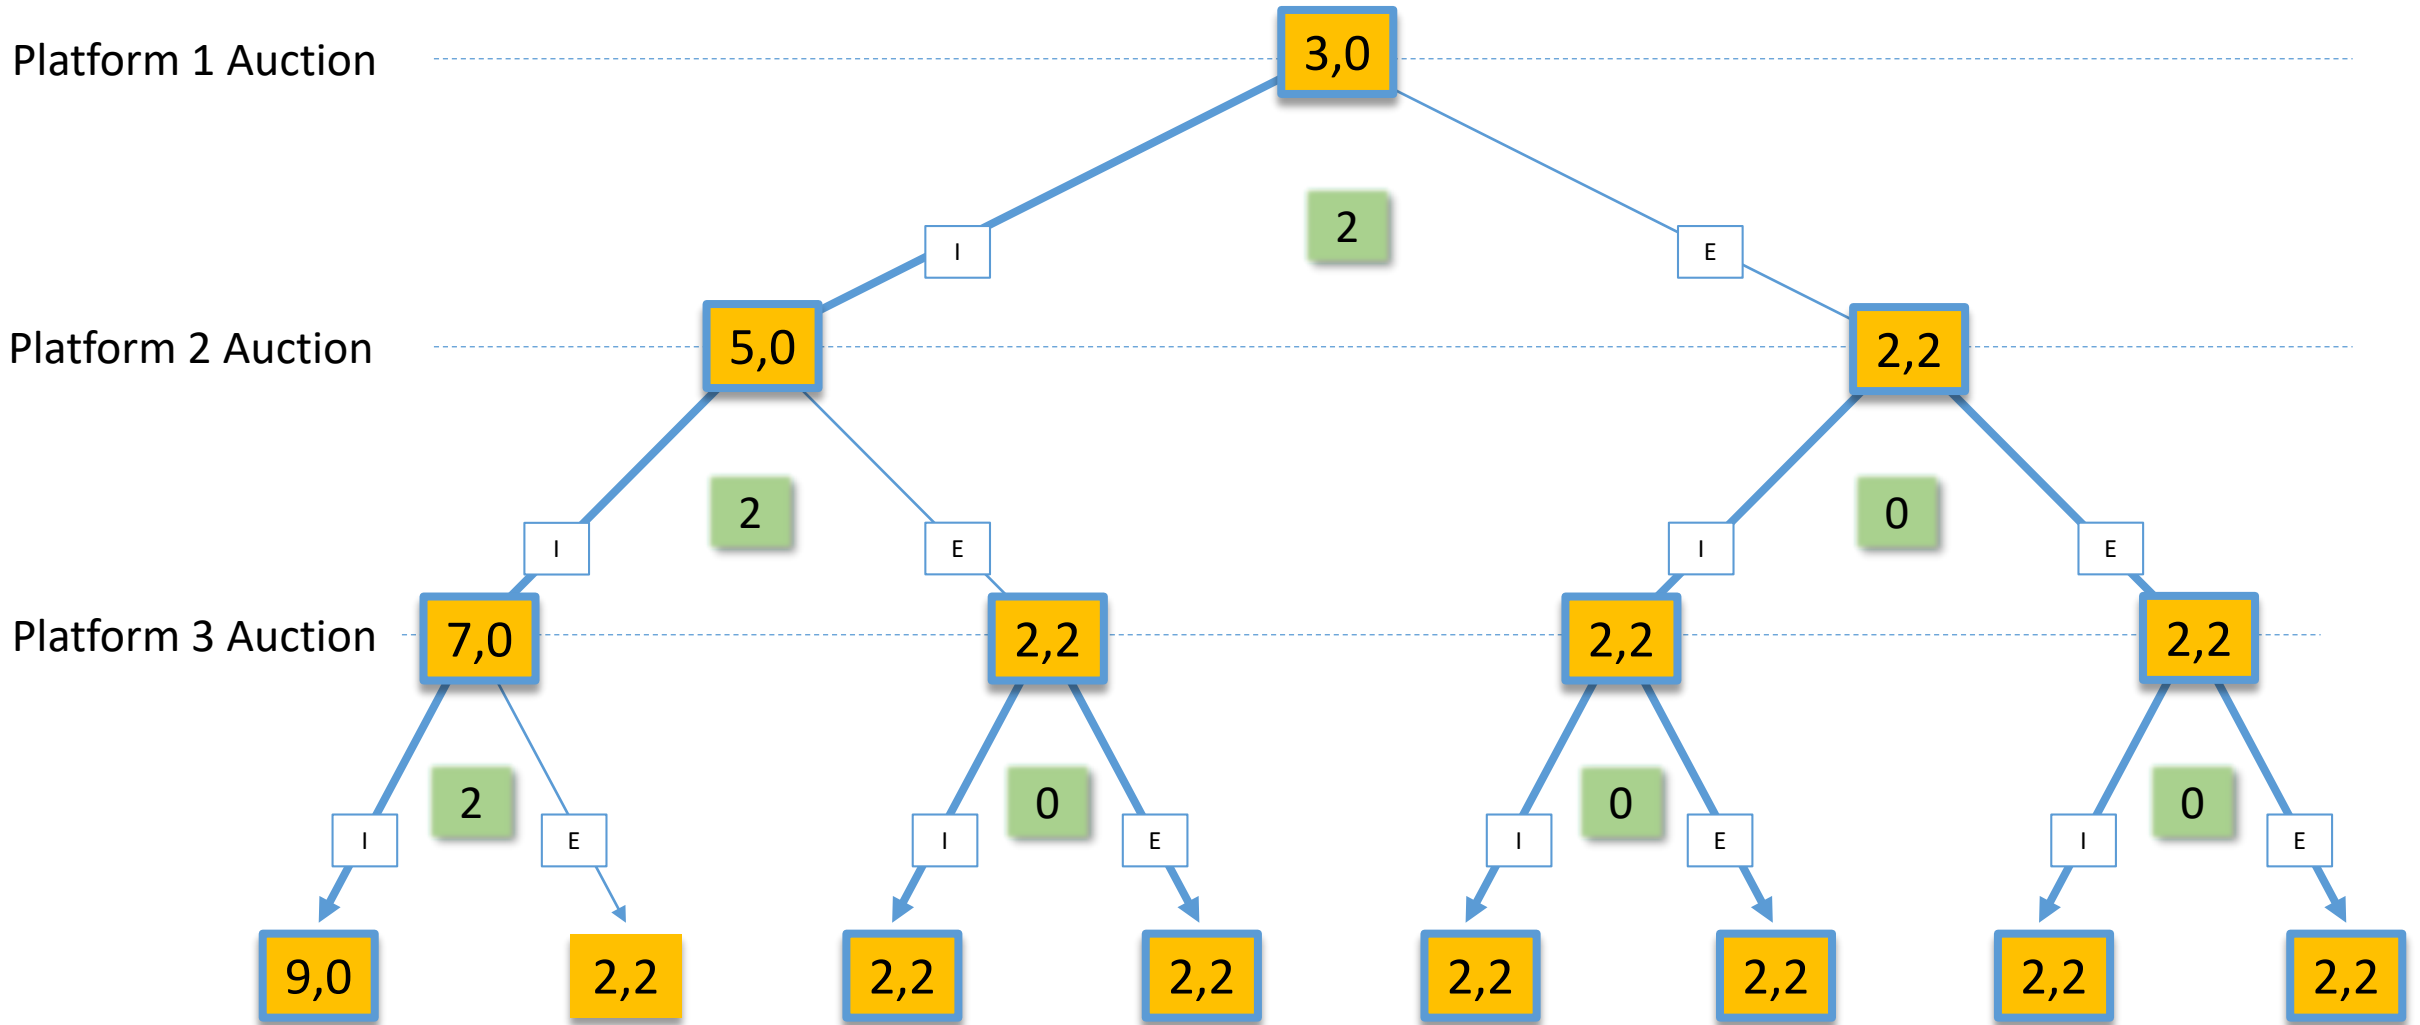 Platform 1 Auction
3,0
2
I
E
Platform 2 Auction
5,0
2,2
2
0
I
E
I
E
Platform 3 Auction
7,0
2,2
2,2
2,2
2
0
0
0
I
E
I
E
I
E
I
E
9,0
2,2
2,2
2,2
2,2
2,2
2,2
2,2